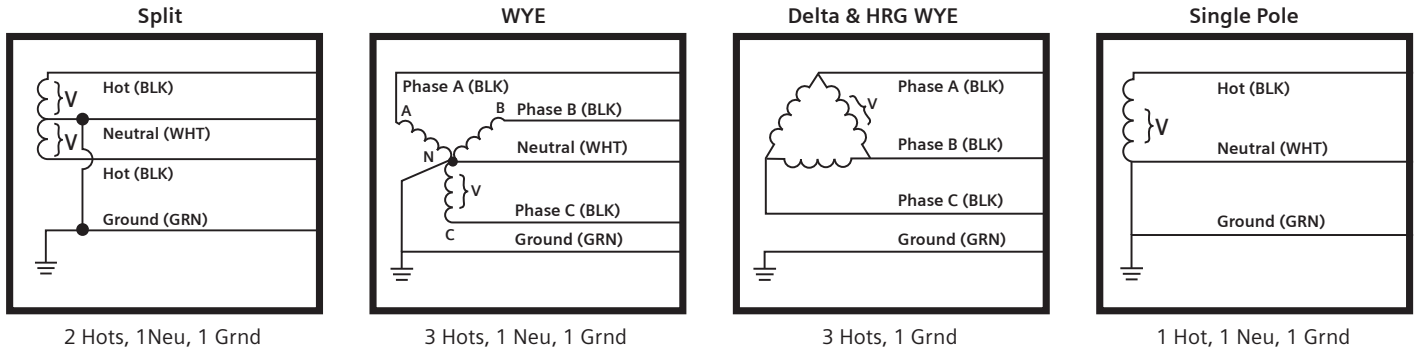 Split
Hot (BLK)
V
Neutral (WHT)
V
Hot (BLK)
Ground (GRN)
2 Hots, 1Neu, 1 Grnd
WYE
Phase A (BLK)
A
B
Phase B (BLK)
N
Neutral (WHT)
V
Phase C (BLK)
C
Ground (GRN)
3 Hots, 1 Neu, 1 Grnd
Delta & HRG WYE
Phase A (BLK)
V
Phase B (BLK)
Phase C (BLK)
Ground (GRN)
3 Hots, 1 Grnd
Single Pole
Hot (BLK)
V
Neutral (WHT)
Ground (GRN)
1 Hot, 1 Neu, 1 Grnd